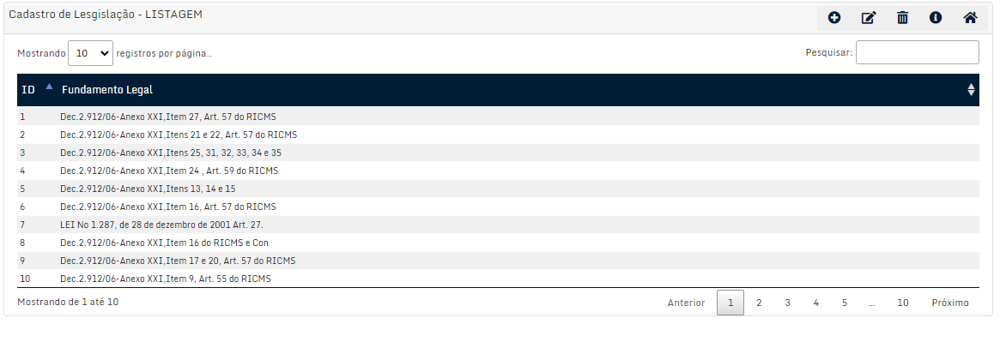 Cadastro de Lesgislação - LISTAGEM
Mostrando 10 registros por página.. Pesquisar:
ID Fundamento Legal
1 Dec.2.912/06-Anexo XXI,Item 27, Art. 57 do RICMS
2 Dec.2.912/06-Anexo XXI,Itens 21 e 22, Art. 57 do RICMS
3 Dec.2.912/06-Anexo XXI,Itens 25, 31, 32, 33, 34 e 35
4 Dec.2.912/06-Anexo XXI,Item 24 , Art. 59 do RICMS
5 Dec.2.912/06-Anexo XXI,Itens 13, 14 e 15
6 Dec.2.912/06-Anexo XXI,Item 16, Art. 57 do RICMS
7 LEI No 1.287, de 28 de dezembro de 2001 Art. 27.
8 Dec.2.912/06-Anexo XXI,Item 16 do RICMS e Con
9 Dec.2.912/06-Anexo XXI,Item 17 e 20, Art. 57 do RICMS
10 Dec.2.912/06-Anexo XXI,Item 9, Art. 55 do RICMS
Mostrando de 1 até 10 Anterior 1 2 3 4 5 ... 10 Próximo